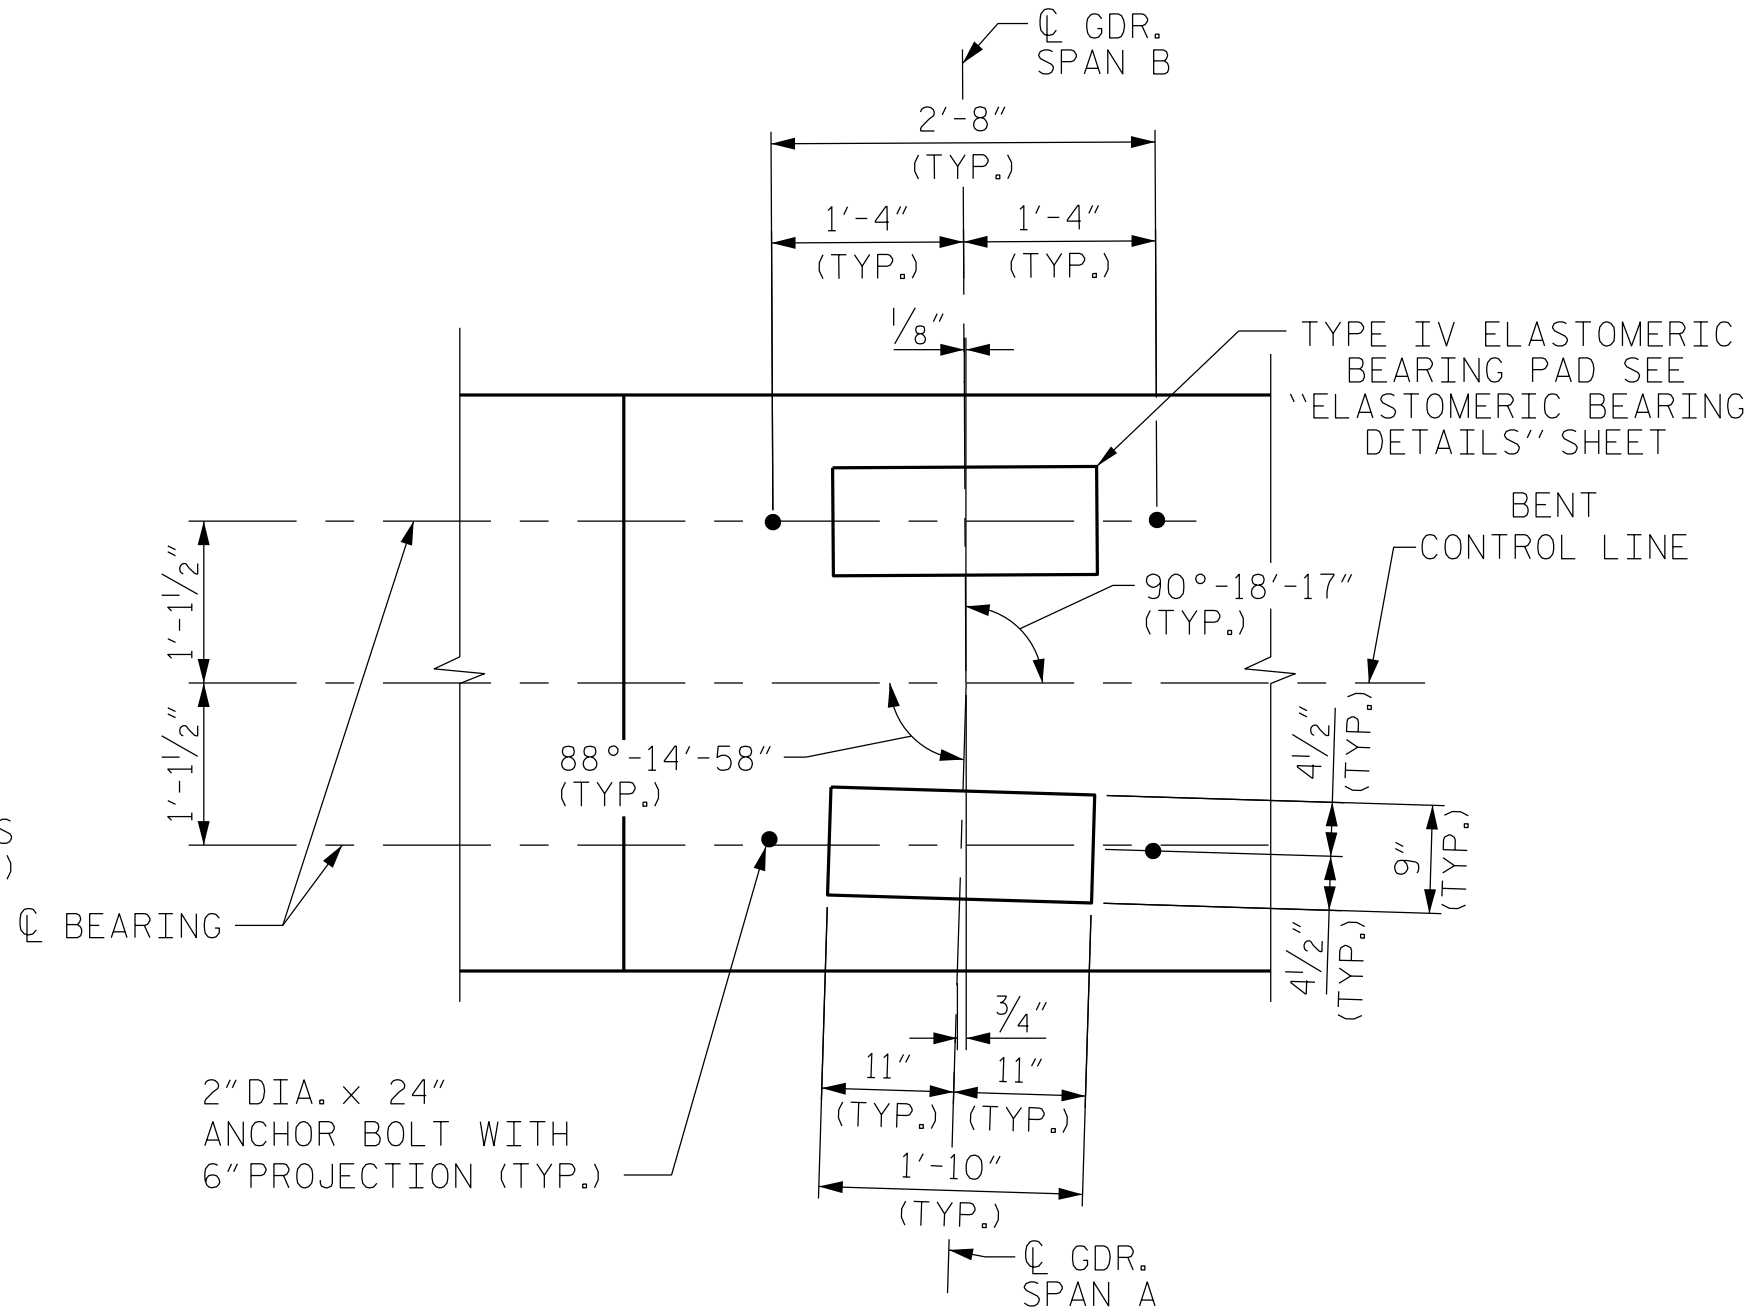 ℄ GDR.
SPAN B
2'-8"
(TYP.)
1'-4"
(TYP.)
1'-4"
(TYP.)
1/8"
TYPE IV ELASTOMERIC
BEARING PAD SEE
"ELASTOMERIC BEARING
DETAILS" SHEET
BENT
CONTROL LINE
1'-1 1/2"
90°-18'-17"
(TYP.)
1'-1 1/2"
88°-14'-58"
(TYP.)
4 1/2"
(TYP.)
9"
(TYP.)
4 1/2"
(TYP.)
S
)
℄ BEARING
3/4"
11"
(TYP.)
11"
(TYP.)
1'-10"
(TYP.)
2" DIA. x 24"
ANCHOR BOLT WITH
6" PROJECTION (TYP.)
℄ GDR.
SPAN A